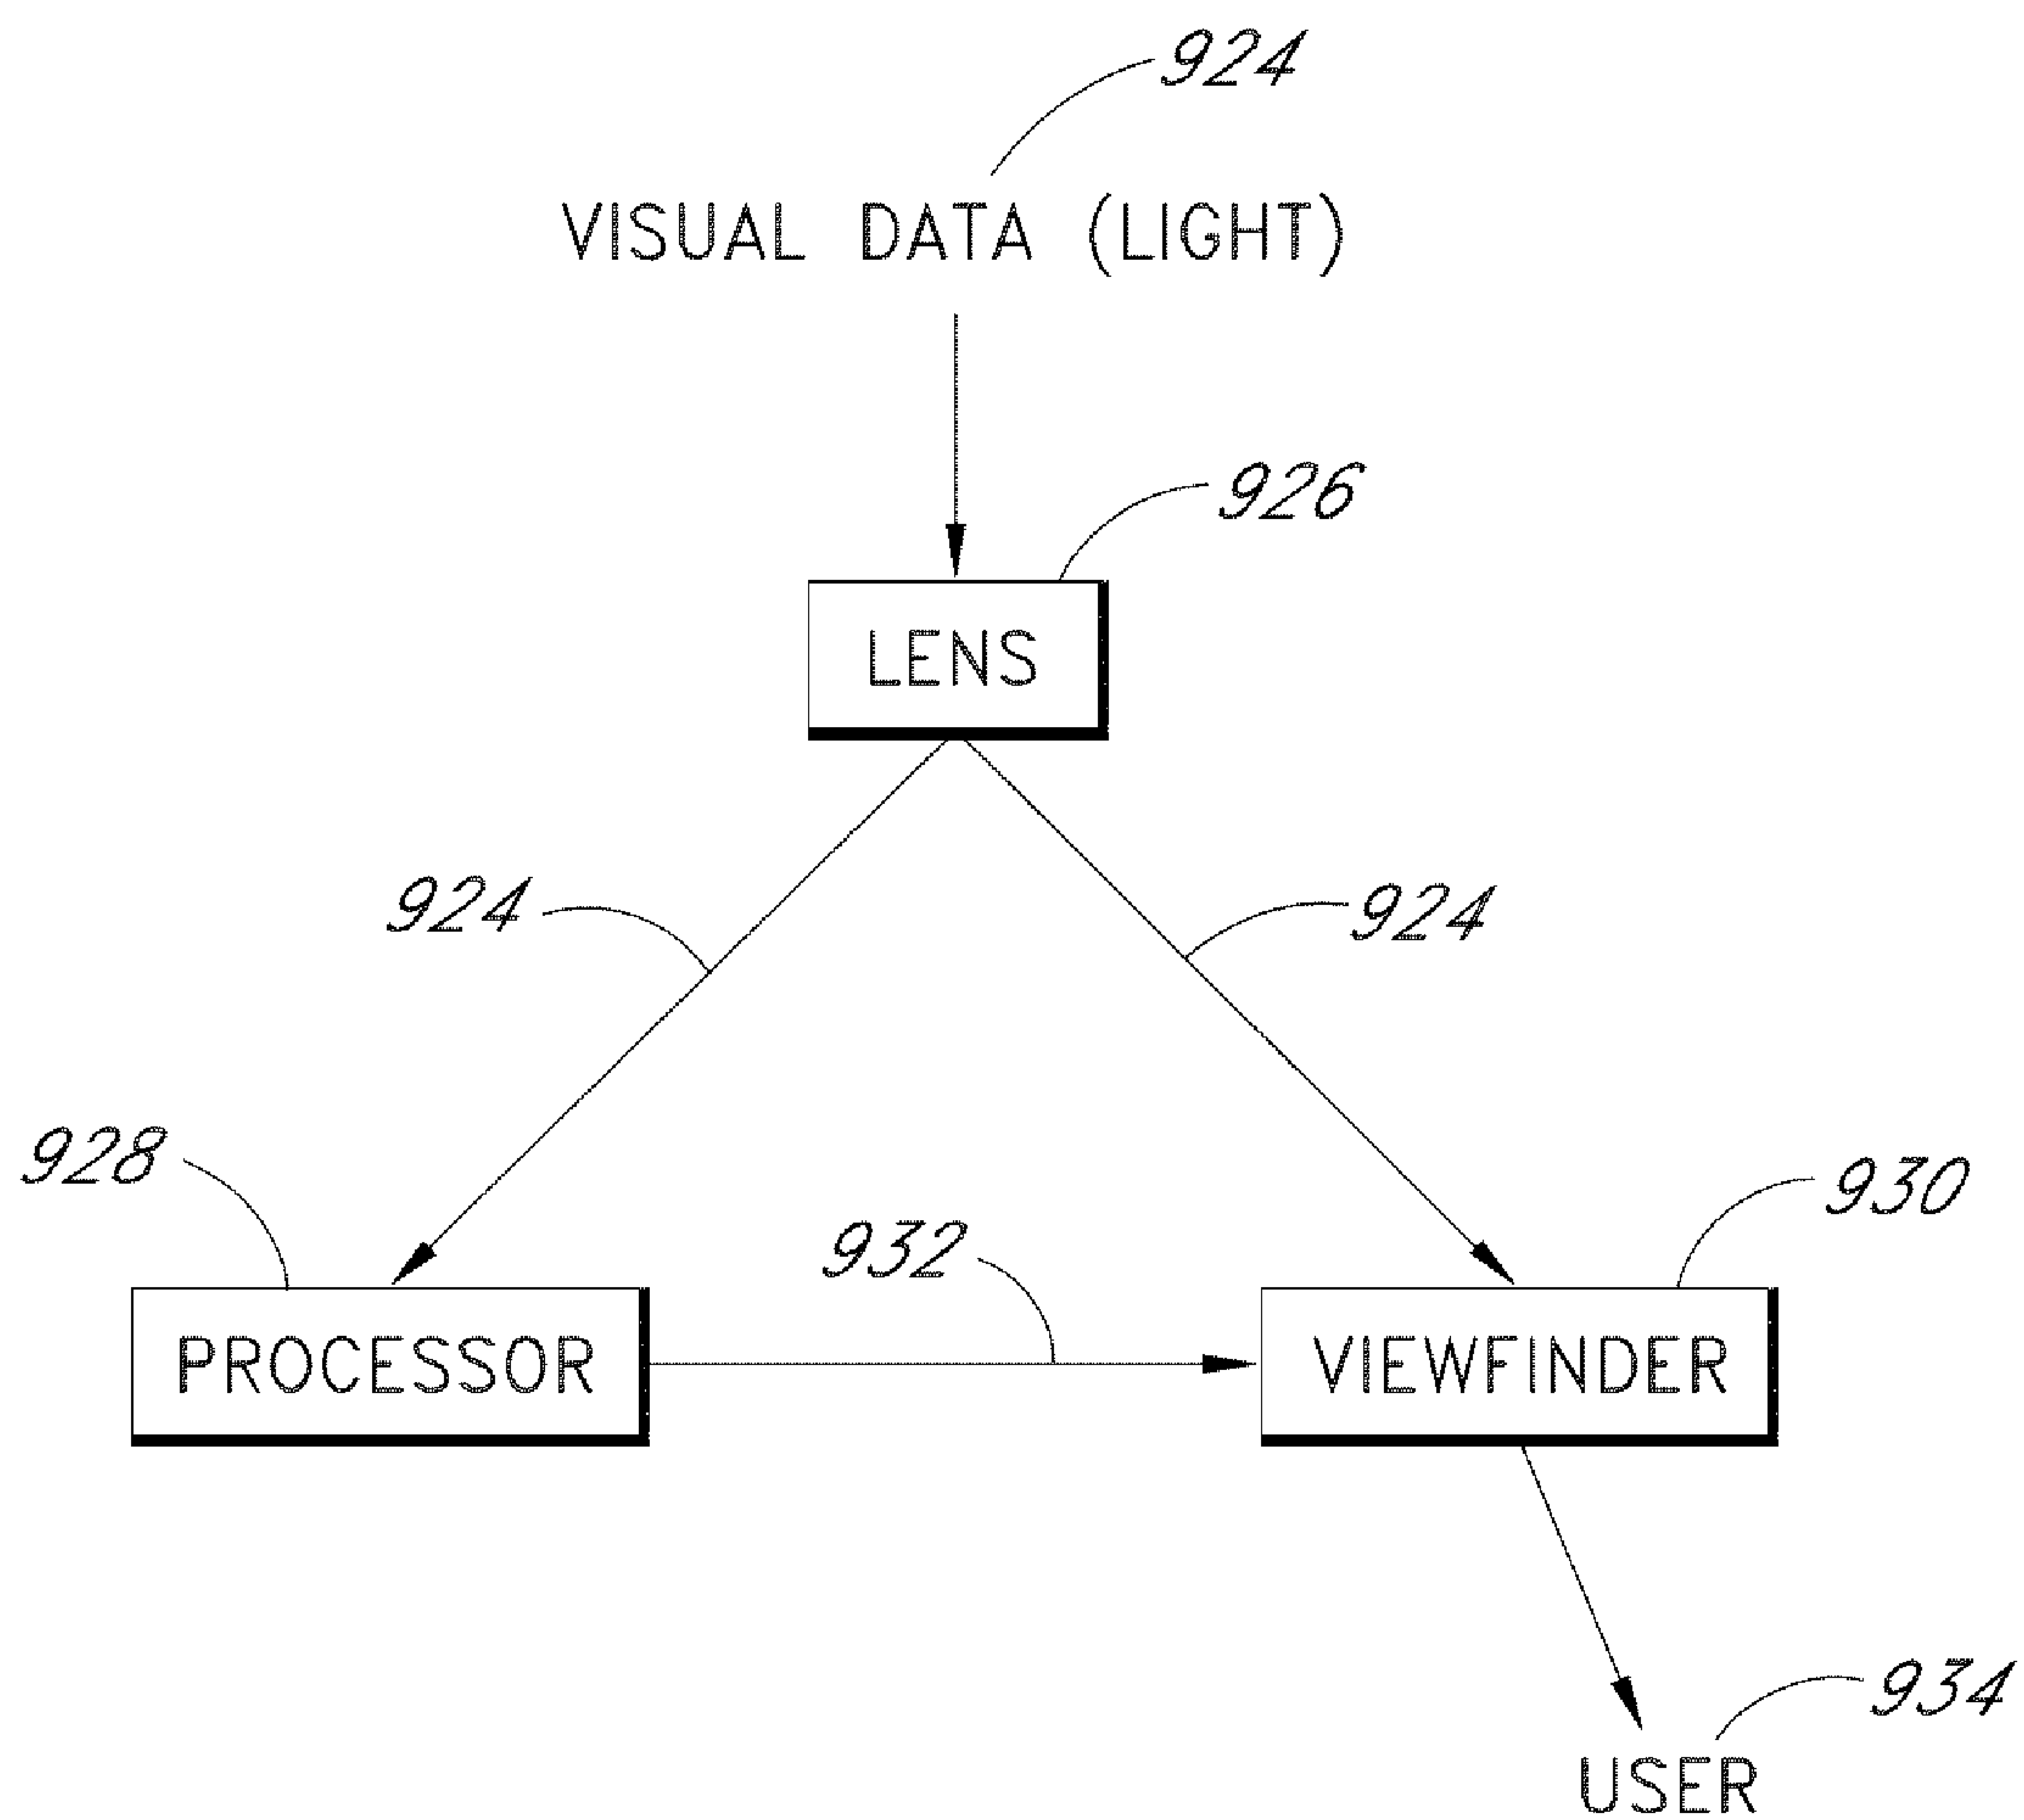 924
VISUAL DATA (LIGHT)
926
LENS
924
924
928
930
932
PROCESSOR
VIEWFINDER
934
USER